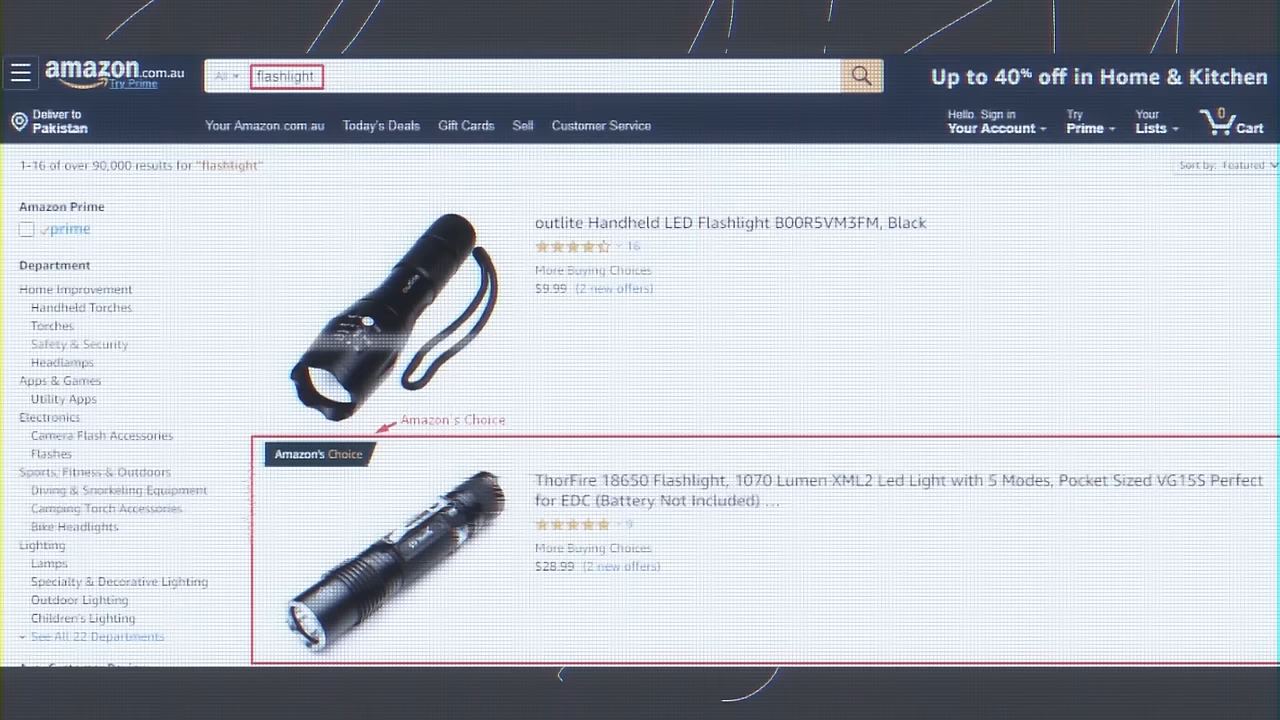 amazon.com.au
Try Prime
All
flashlight
Up to 40% off in Home & Kitchen
Deliver to
Pakistan
Your Amazon.com.au Today's Deals Gift Cards Sell Customer Service
Hello. Sign in
Your Account
Try
Prime
Your
Lists
0
Cart
1-16 of over 90,000 results for "flashlight"
Sort by: Featured
Amazon Prime
prime
Department
Home Improvement
Handheld Torches
Torches
Safety & Security
Headlamps
Apps & Games
Utility Apps
Electronics
Camera Flash Accessories
Flashes
Sports, Fitness & Outdoors
Diving & Snorkeling Equipment
Camping Torch Accessories
Bike Headlights
Lighting
Lamps
Specialty & Decorative Lighting
Outdoor Lighting
Children's Lighting
See All 22 Departments
outlite Handheld LED Flashlight B00R5VM3FM, Black
16
More Buying Choices
$9.99 (2 new offers)
Amazon's Choice
Amazon's Choice
ThorFire 18650 Flashlight, 1070 Lumen XML2 Led Light with 5 Modes, Pocket Sized VG15S Perfect
for EDC (Battery Not Included) ...
9
More Buying Choices
$28.99 (2 new offers)